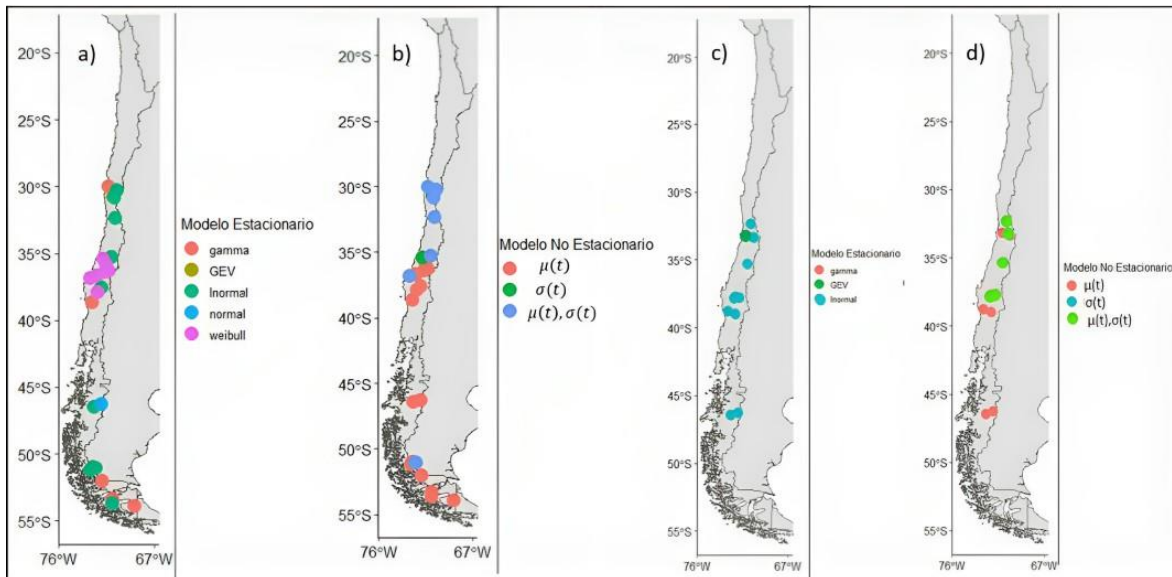 a)
20°S
25°S
30°S
35°S
40°S
45°S
50°S
55°S
76°W 67°W
Modelo Estacionario
gamma
GEV
lnormal
normal
weibull
b)
20°S
25°S
30°S
35°S
40°S
45°S
50°S
55°S
76°W 67°W
Modelo No Estacionario
μ(t)
σ(t)
μ(t), σ(t)
c)
20°S
25°S
30°S
35°S
40°S
45°S
50°S
55°S
76°W 67°W
Modelo Estacionario
gamma
GEV
lnormal
d)
20°S
25°S
30°S
35°S
40°S
45°S
50°S
55°S
76°W 67°W
Modelo No Estacionario
μ(t)
σ(t)
μ(t),σ(t)